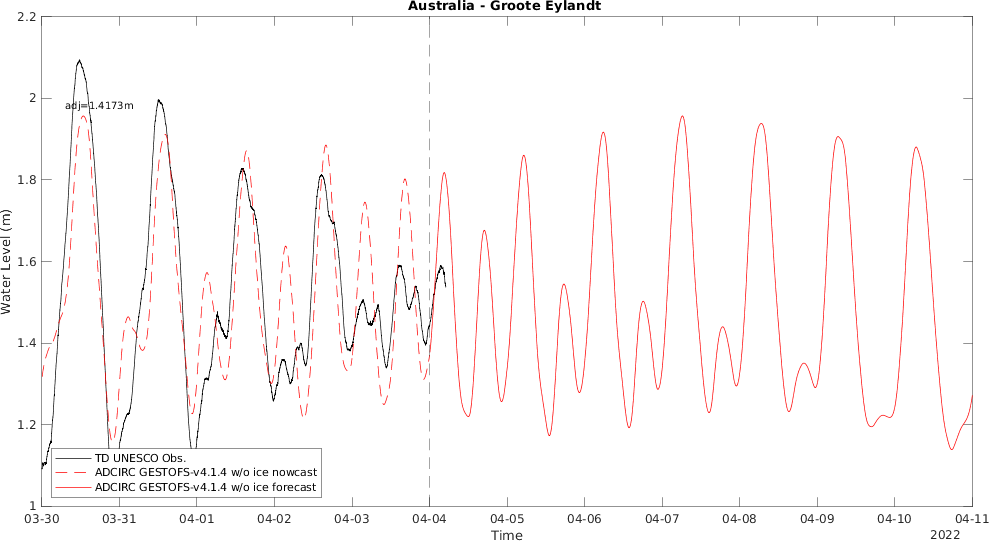 Australia - Groote Eylandt
2.2
2
1.8
1.6
1.4
1.2
1
Water Level (m)
adj=1.4173m
TD UNESCO Obs.
ADCIRC GESTOFS-v4.1.4 w/o ice nowcast
ADCIRC GESTOFS-v4.1.4 w/o ice forecast
03-30 03-31 04-01 04-02 04-03 04-04 04-05 04-06 04-07 04-08 04-09 04-10 04-11
Time
2022